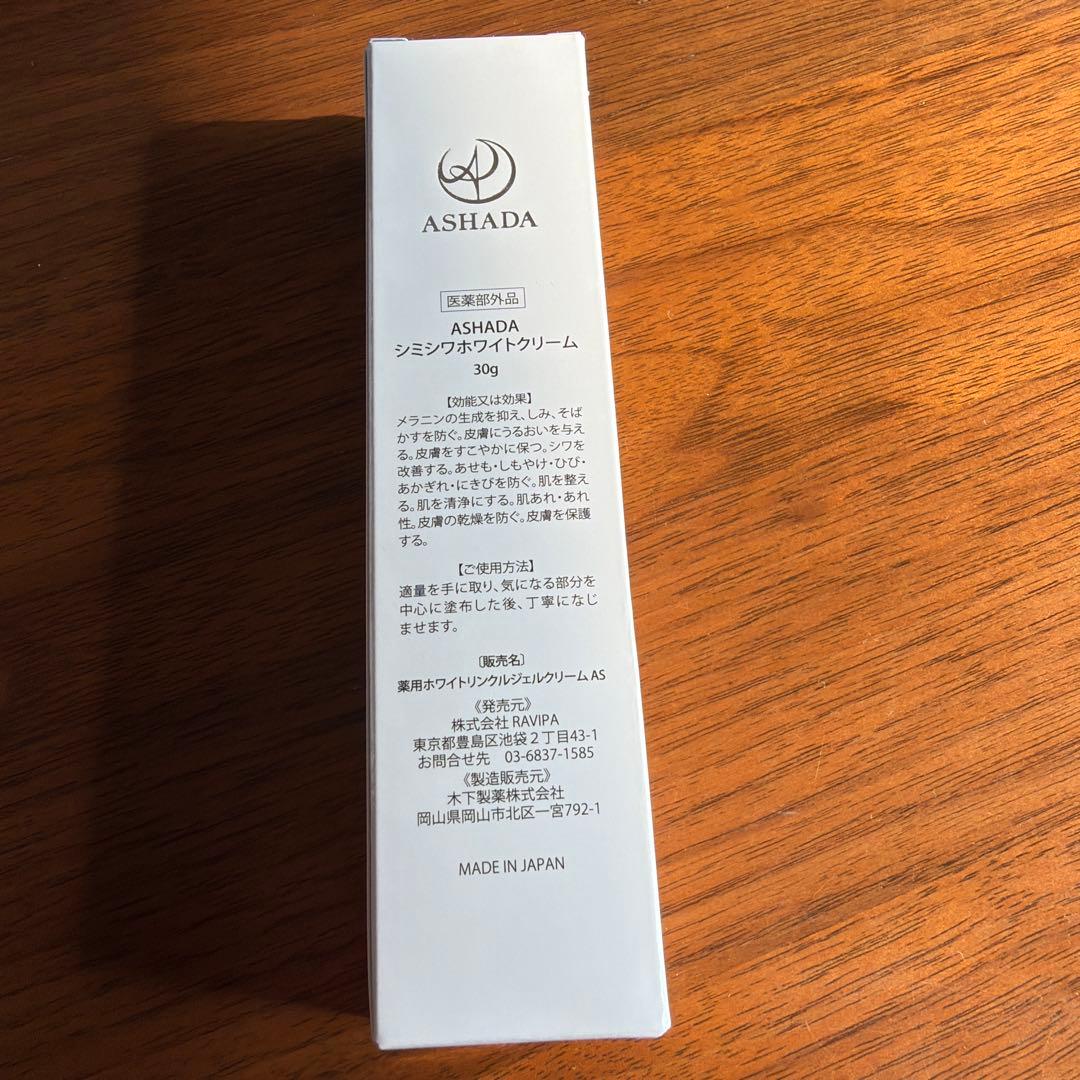 ASHADA
医薬部外品
ASHADA
シミシワホワイトクリーム
30g
【効能又は効果】
メラニンの生成を抑え、しみ、そば
かすを防ぐ。皮膚にうるおいを与え
る。皮膚をすこやかに保つ。シワを
改善する。あせも・しもやけ・ひび・
あかぎれ・にきびを防ぐ。肌を整え
る。肌を清浄にする。肌あれ・あれ
性。皮膚の乾燥を防ぐ。皮膚を保護
する。
【ご使用方法】
適量を手に取り、気になる部分を
中心に塗布した後、丁寧になじ
ませます。
〔販売名〕
薬用ホワイトリンクルジェルクリーム AS
《発売元》
株式会社 RAVIPA
東京都豊島区池袋2丁目43-1
お問合せ先　03-6837-1585
《製造販売元》
木下製薬株式会社
岡山県岡山市北区一宮792-1
MADE IN JAPAN